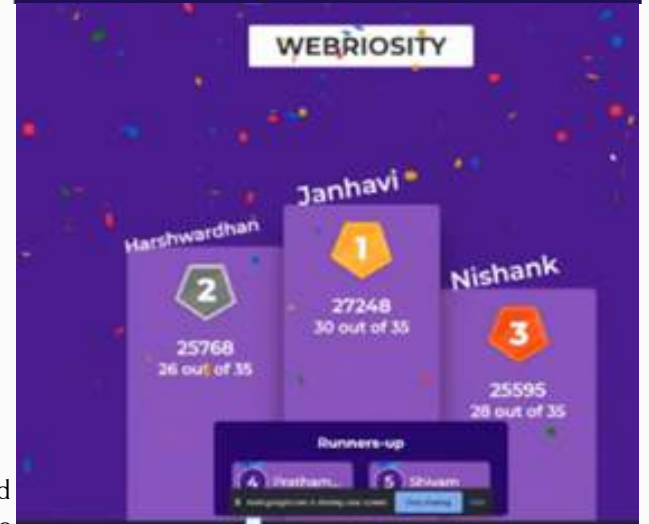 WEBRIOSITY
Janhavi
Harshwardhan
Nishank
1
27248
30 out of 35
2
25768
26 out of 35
3
25595
28 out of 35
Runners-up
4 Pratham...
5 Shivam